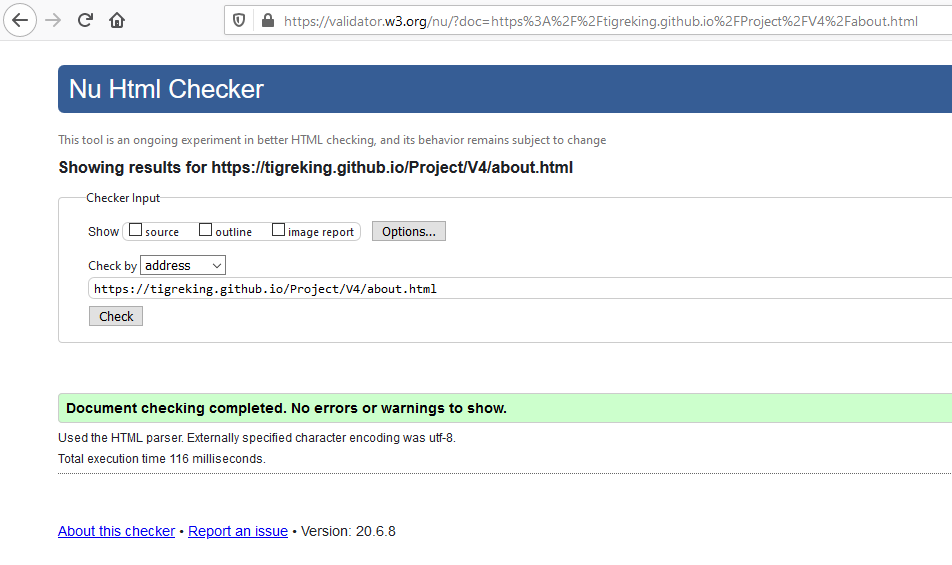 https://validator.w3.org/nu/?doc=https%3A%2F%2Ftigreking.github.io%2FProject%2FV4%2Fabout.html
Nu Html Checker
This tool is an ongoing experiment in better HTML checking, and its behavior remains subject to change
Showing results for https://tigreking.github.io/Project/V4/about.html
Checker Input
Show source outline image report Options...
Check by address
https://tigreking.github.io/Project/V4/about.html
Check
Document checking completed. No errors or warnings to show.
Used the HTML parser. Externally specified character encoding was utf-8.
Total execution time 116 milliseconds.
About this checker • Report an issue • Version: 20.6.8